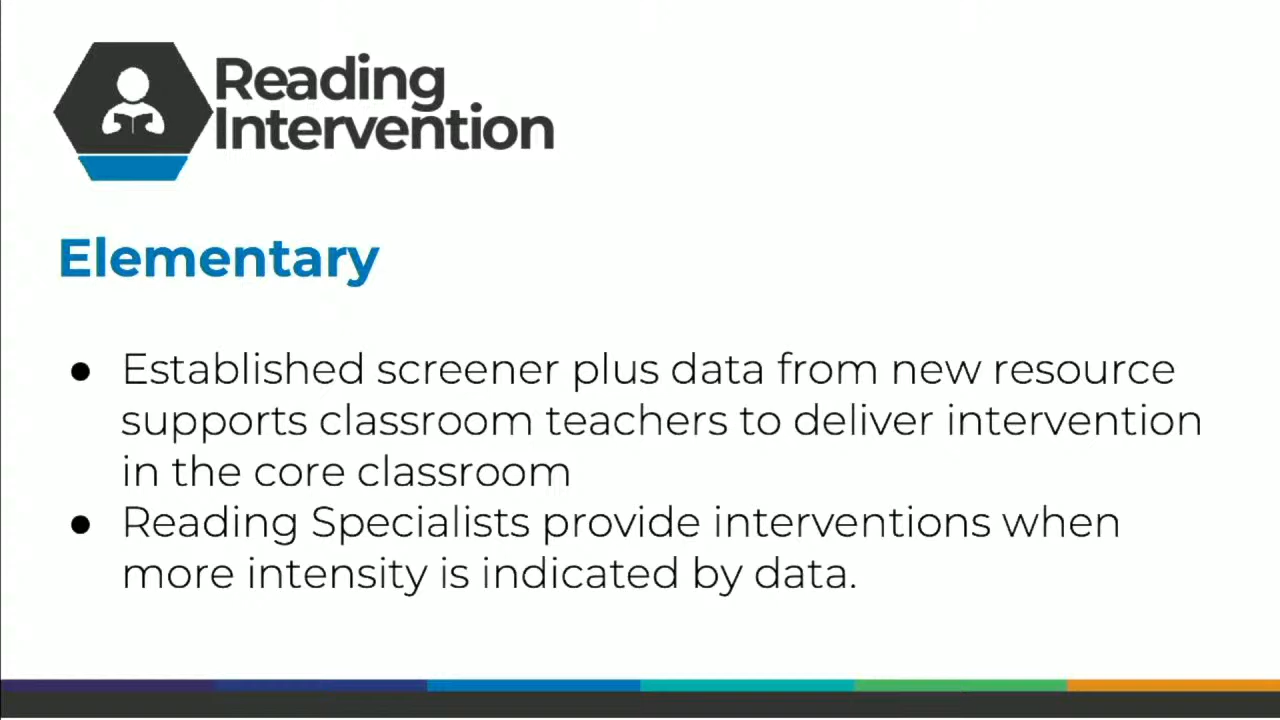 Reading
Intervention
Elementary
● Established screener plus data from new resource
supports classroom teachers to deliver intervention
in the core classroom
● Reading Specialists provide interventions when
more intensity is indicated by data.